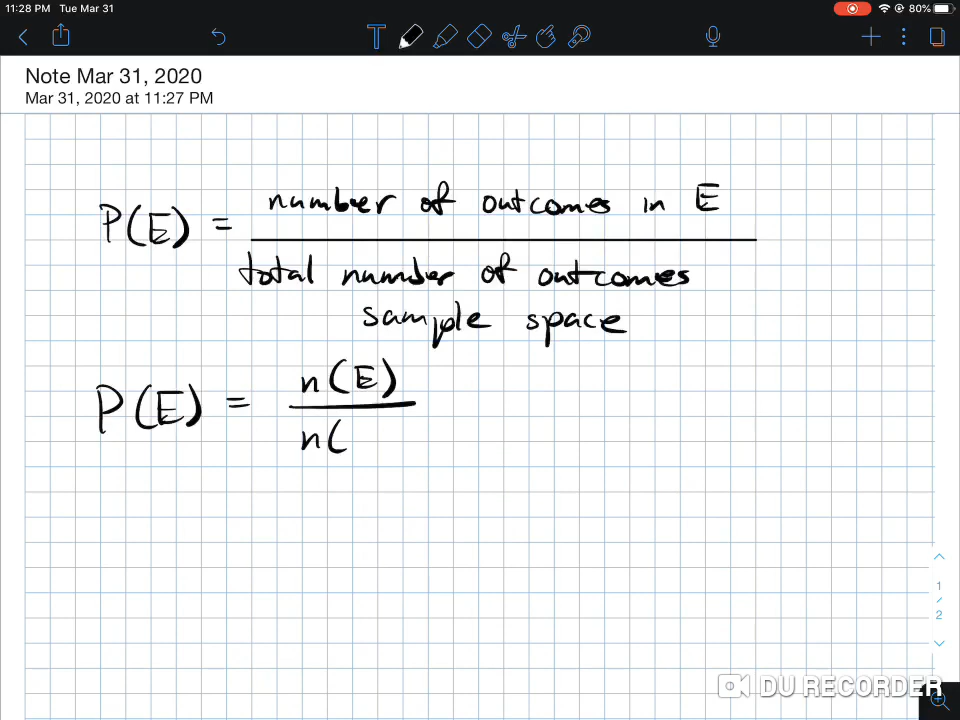 11:28 PM Tue Mar 31 80%
Note Mar 31, 2020
Mar 31, 2020 at 11:27 PM
P(E) = number of outcomes in E
total number of outcomes
sample space
P(E) = n(E)
n(
1
2
DU RECORDER